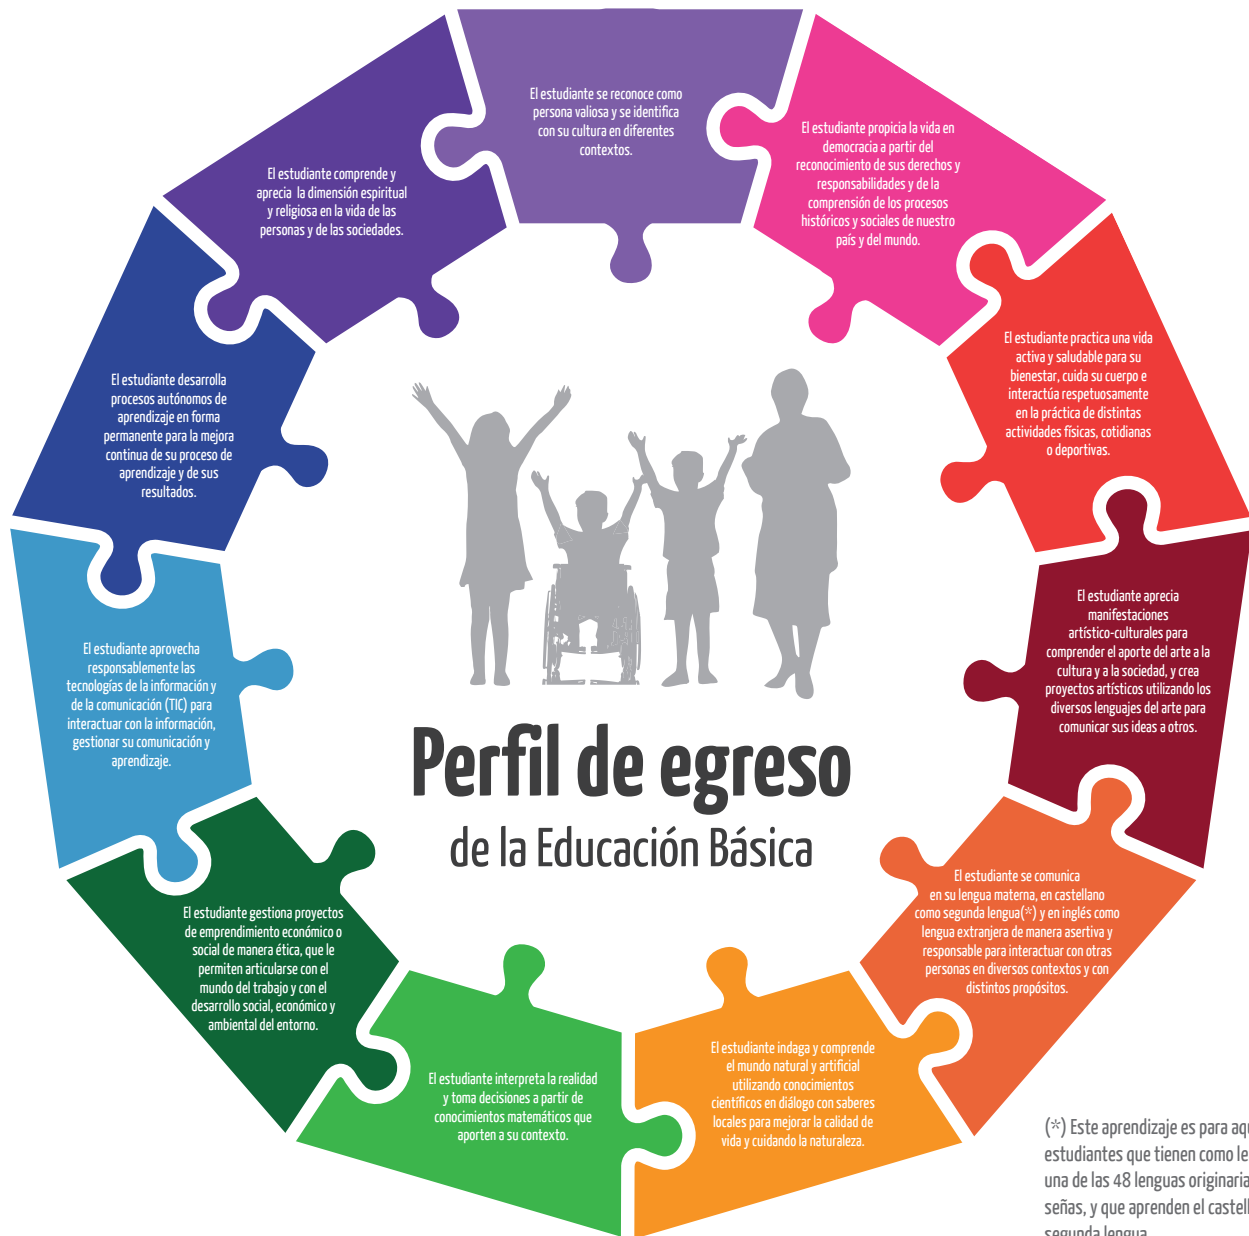 El estudiante se reconoce como
persona valiosa y se identifica
con su cultura en diferentes
contextos.
El estudiante propicia la vida en
democracia a partir del
reconocimiento de sus derechos y
responsabilidades y de la
comprensión de los procesos
históricos y sociales de nuestro
país y del mundo.
El estudiante practica una vida
activa y saludable para su
bienestar, cuida su cuerpo e
interactúa respetuosamente
en la práctica de distintas
actividades físicas, cotidianas
o deportivas.
El estudiante aprecia
manifestaciones
artístico-culturales para
comprender el aporte del arte a la
cultura y a la sociedad, y crea
proyectos artísticos utilizando los
diversos lenguajes del arte para
comunicar sus ideas a otros.
El estudiante se comunica
en su lengua materna, en castellano
como segunda lengua(*) y en inglés como
lengua extranjera de manera asertiva y
responsable para interactuar con otras
personas en diversos contextos y con
distintos propósitos.
El estudiante indaga y comprende
el mundo natural y artificial
utilizando conocimientos
científicos en diálogo con saberes
locales para mejorar la calidad de
vida y cuidando la naturaleza.
El estudiante interpreta la realidad
y toma decisiones a partir de
conocimientos matemáticos que
aporten a su contexto.
El estudiante gestiona proyectos
de emprendimiento económico o
social de manera ética, que le
permiten articularse con el
mundo del trabajo y con el
desarrollo social, económico y
ambiental del entorno.
El estudiante aprovecha
responsablemente las
tecnologías de la información y
de la comunicación (TIC) para
interactuar con la información,
gestionar su comunicación y
aprendizaje.
El estudiante desarrolla
procesos autónomos de
aprendizaje en forma
permanente para la mejora
continua de su proceso de
aprendizaje y de sus
resultados.
El estudiante comprende y
aprecia la dimensión espiritual
y religiosa en la vida de las
personas y de las sociedades.
Perfil de egreso
de la Educación Básica
(*) Este aprendizaje es para
estudiantes que tienen como
una de las 48 lenguas
señas, y que aprenden el
segunda lengua